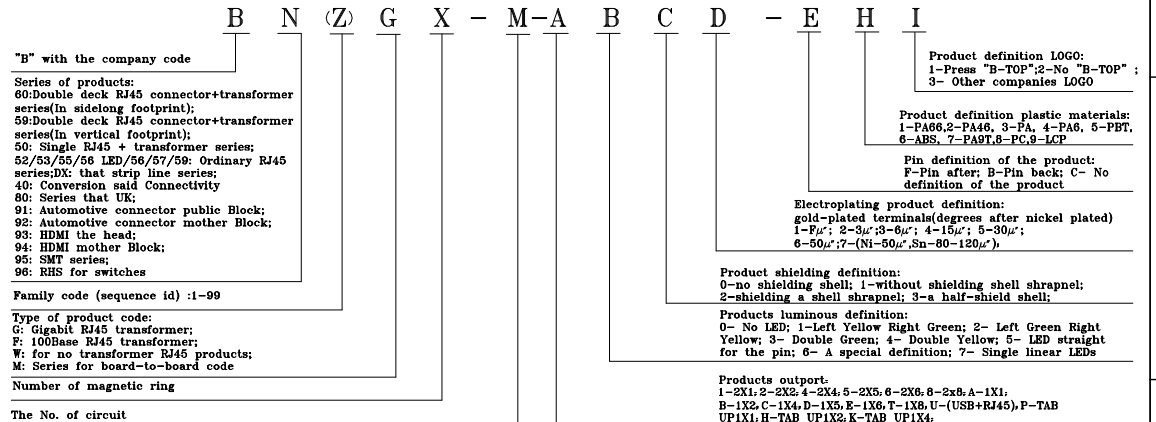 B N (Z) G X - M-A B C D - E H I
"B" with the company code
Series of products:
60:Double deck RJ45 connector+transformer
series(In sidelong footprint);
59:Double deck RJ45 connector+transformer
series(In vertical footprint);
50: Single RJ45 + transformer series;
52/53/55/56 LED/56/57/59: Ordinary RJ45
series;DX: that strip line series;
40: Conversion said Connectivity
80: Series that UK;
91: Automotive connector public Block;
92: Automotive connector mother Block;
93: HDMI the head;
94: HDMI mother Block;
95: SMT series;
96: RHS for switches
Family code (sequence id) :1-99
Type of product code:
G: Gigabit RJ45 transformer;
F: 100Base RJ45 transformer;
W: for no transformer RJ45 products;
M: Series for board-to-board code
Number of magnetic ring
The No. of circuit
Product definition LOGO:
1-Press "B-TOP";2-No "B-TOP" ;
3- Other companies LOGO
Product definition plastic materials:
1-PA66,2-PA46, 3-PA, 4-PA6, 5-PBT,
6-ABS, 7-PA9T,8-PC,9-LCP
Pin definition of the product:
F-Pin after; B-Pin back; C- No
definition of the product
Electroplating product definition:
gold-plated terminals(degrees after nickel plated)
1-Fμ"; 2-3μ";3-6μ"; 4-15μ"; 5-30μ";
6-50μ";7-(Ni-50μ",Sn-80-120μ");
Product shielding definition:
0-no shielding shell; 1-without shielding shell shrapnel;
2-shielding a shell shrapnel; 3-a half-shield shell;
Products luminous definition:
0- No LED; 1-Left Yellow Right Green; 2- Left Green Right
Yellow; 3- Double Green; 4- Double Yellow; 5- LED straight
for the pin; 6- A special definition; 7- Single linear LEDs
Products outport:
1-2X1; 2-2X2; 4-2X4; 5-2X5; 6-2X6; 8-2x8; A-1X1;
B-1X2; C-1X4; D-1X5; E-1X6; T-1X8; U-(USB+RJ45); P-TAB
UP1X1; H-TAB UP1X2; K-TAB UP1X4;